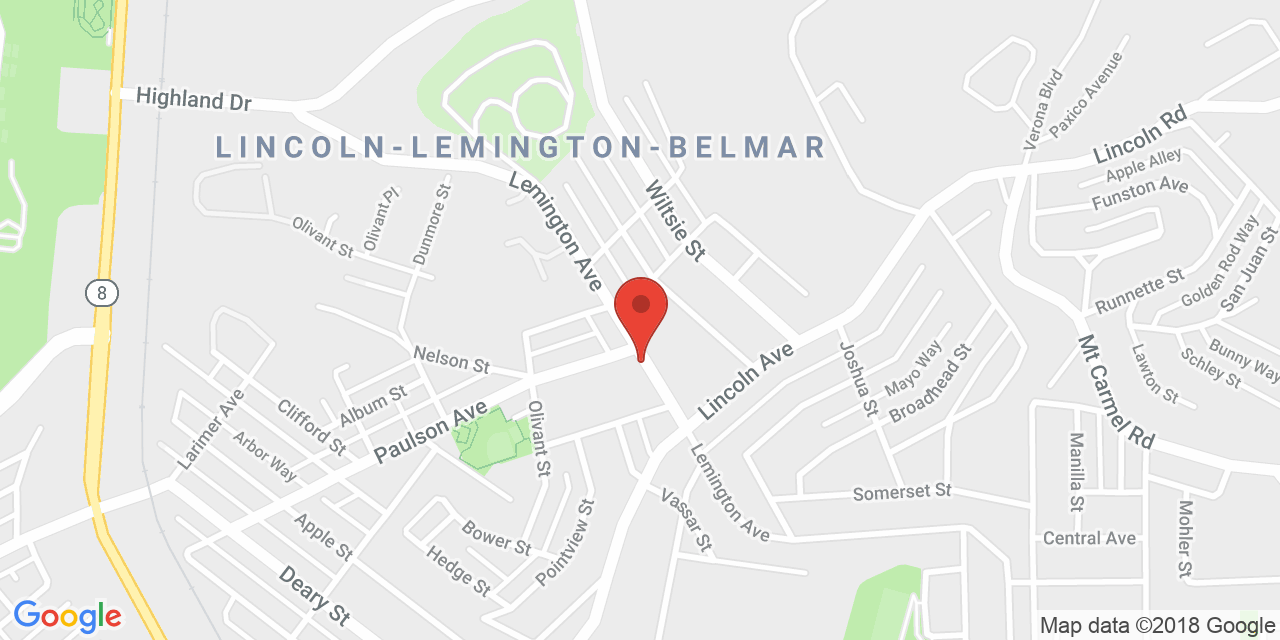 Highland Dr
LINCOLN-LEMINGTON-BELMAR
Verona Blvd
Paxico Avenue
Lincoln Rd
Apple Alley
Funston Ave
Olivant Pl
Olivant St
Dunmore St
Lemington Ave
Wiltsie St
Golden Rod Way
San Juan St
Runnette St
8
Nelson St
Lincoln Ave
Joshua St
Mayo Way
Broadhead St
Mt Carmel Rd
Lawton St
Schley St
Bunny Way
Larimer Ave
Clifford St
Album St
Paulson Ave
Arbor Way
Olivant St
Apple St
Bower St
Hedge St
Pointview St
Vassar St
Lemington Ave
Somerset St
Manilla St
Central Ave
Mohler St
Deary St
Google
Map data ©2018 Google